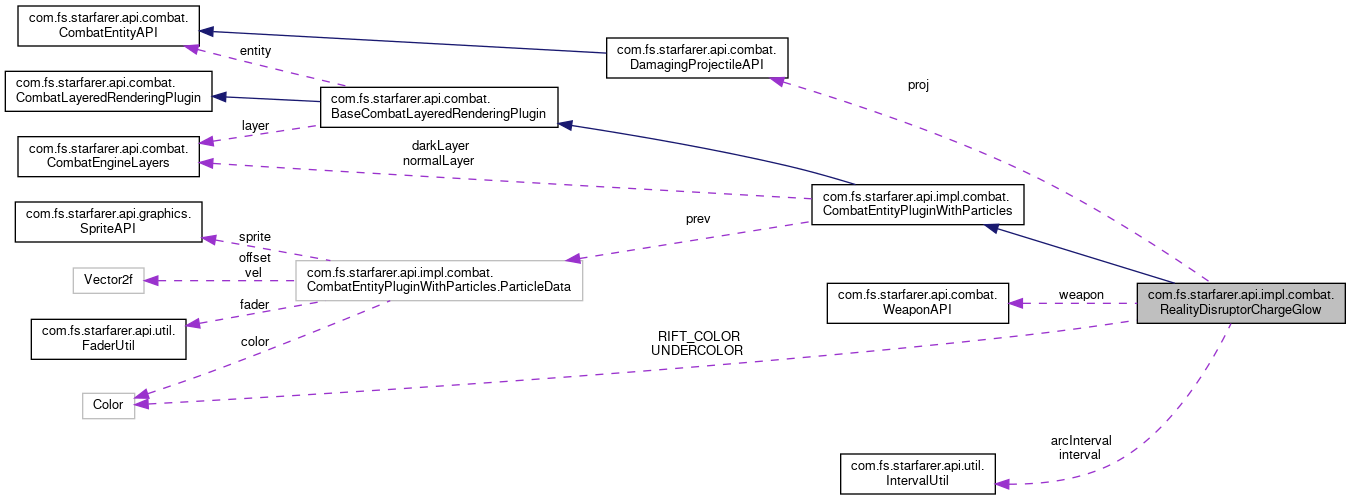 com.fs.starfarer.api.combat.
CombatEntityAPI
entity
com.fs.starfarer.api.combat.
DamagingProjectileAPI
proj
com.fs.starfarer.api.combat.
CombatLayeredRenderingPlugin
com.fs.starfarer.api.combat.
BaseCombatLayeredRenderingPlugin
layer
com.fs.starfarer.api.combat.
CombatEngineLayers
darkLayer
normalLayer
com.fs.starfarer.api.impl.combat.
CombatEntityPluginWithParticles
com.fs.starfarer.api.graphics.
SpriteAPI
sprite
prev
offset
vel
Vector2f
com.fs.starfarer.api.impl.combat.
CombatEntityPluginWithParticles.ParticleData
com.fs.starfarer.api.combat.
WeaponAPI
weapon
com.fs.starfarer.api.impl.combat.
RealityDisruptorChargeGlow
fader
com.fs.starfarer.api.util.
FaderUtil
color
RIFT_COLOR
UNDERCOLOR
Color
arcInterval
interval
com.fs.starfarer.api.util.
IntervalUtil